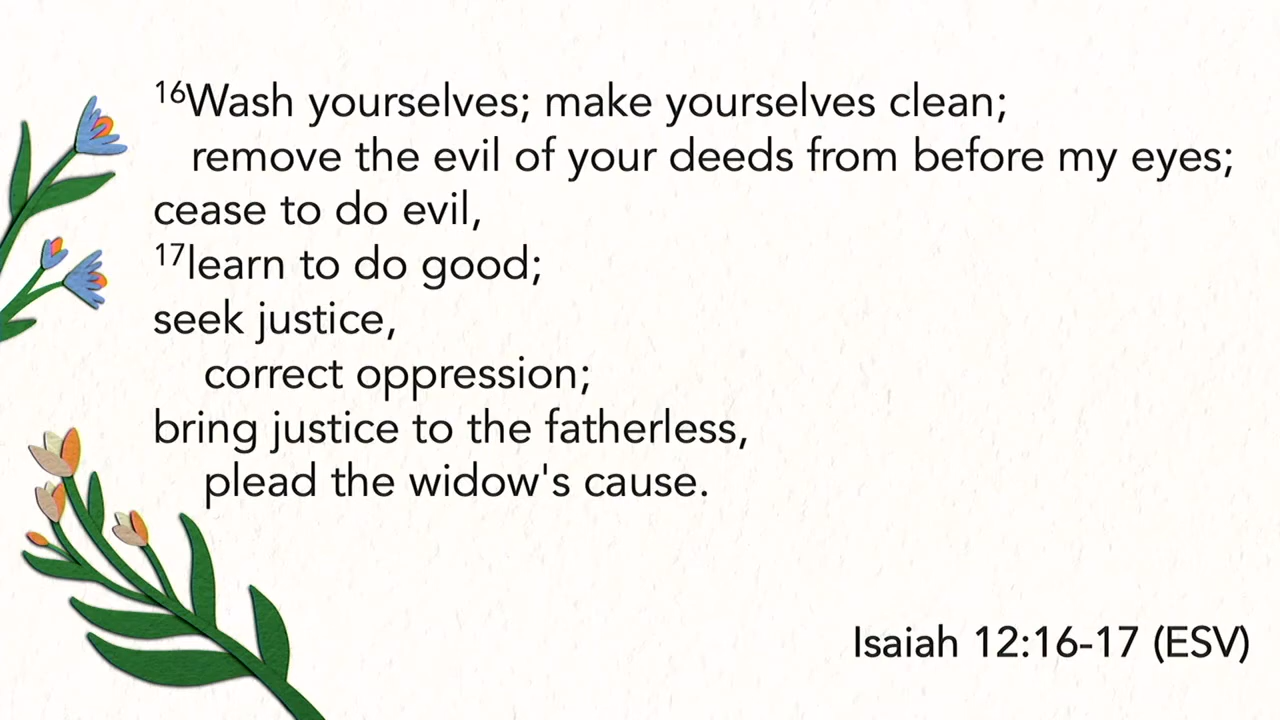 16Wash yourselves; make yourselves clean;
remove the evil of your deeds from before my eyes;
cease to do evil,
17learn to do good;
seek justice,
correct oppression;
bring justice to the fatherless,
plead the widow's cause.
Isaiah 12:16-17 (ESV)